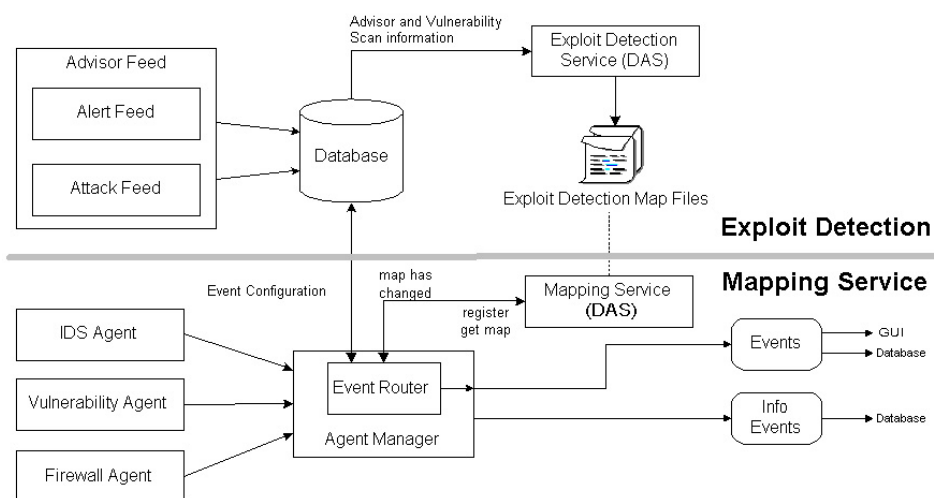 Advisor and Vulnerability
Scan information
Advisor Feed
Alert Feed
Attack Feed
Database
Exploit Detection
Service (DAS)
Exploit Detection Map Files
Exploit Detection
Mapping Service
Event Configuration
map has
changed
register
get map
Mapping Service
(DAS)
IDS Agent
Vulnerability Agent
Firewall Agent
Event Router
Agent Manager
Events
GUI
Database
Info
Events
Database